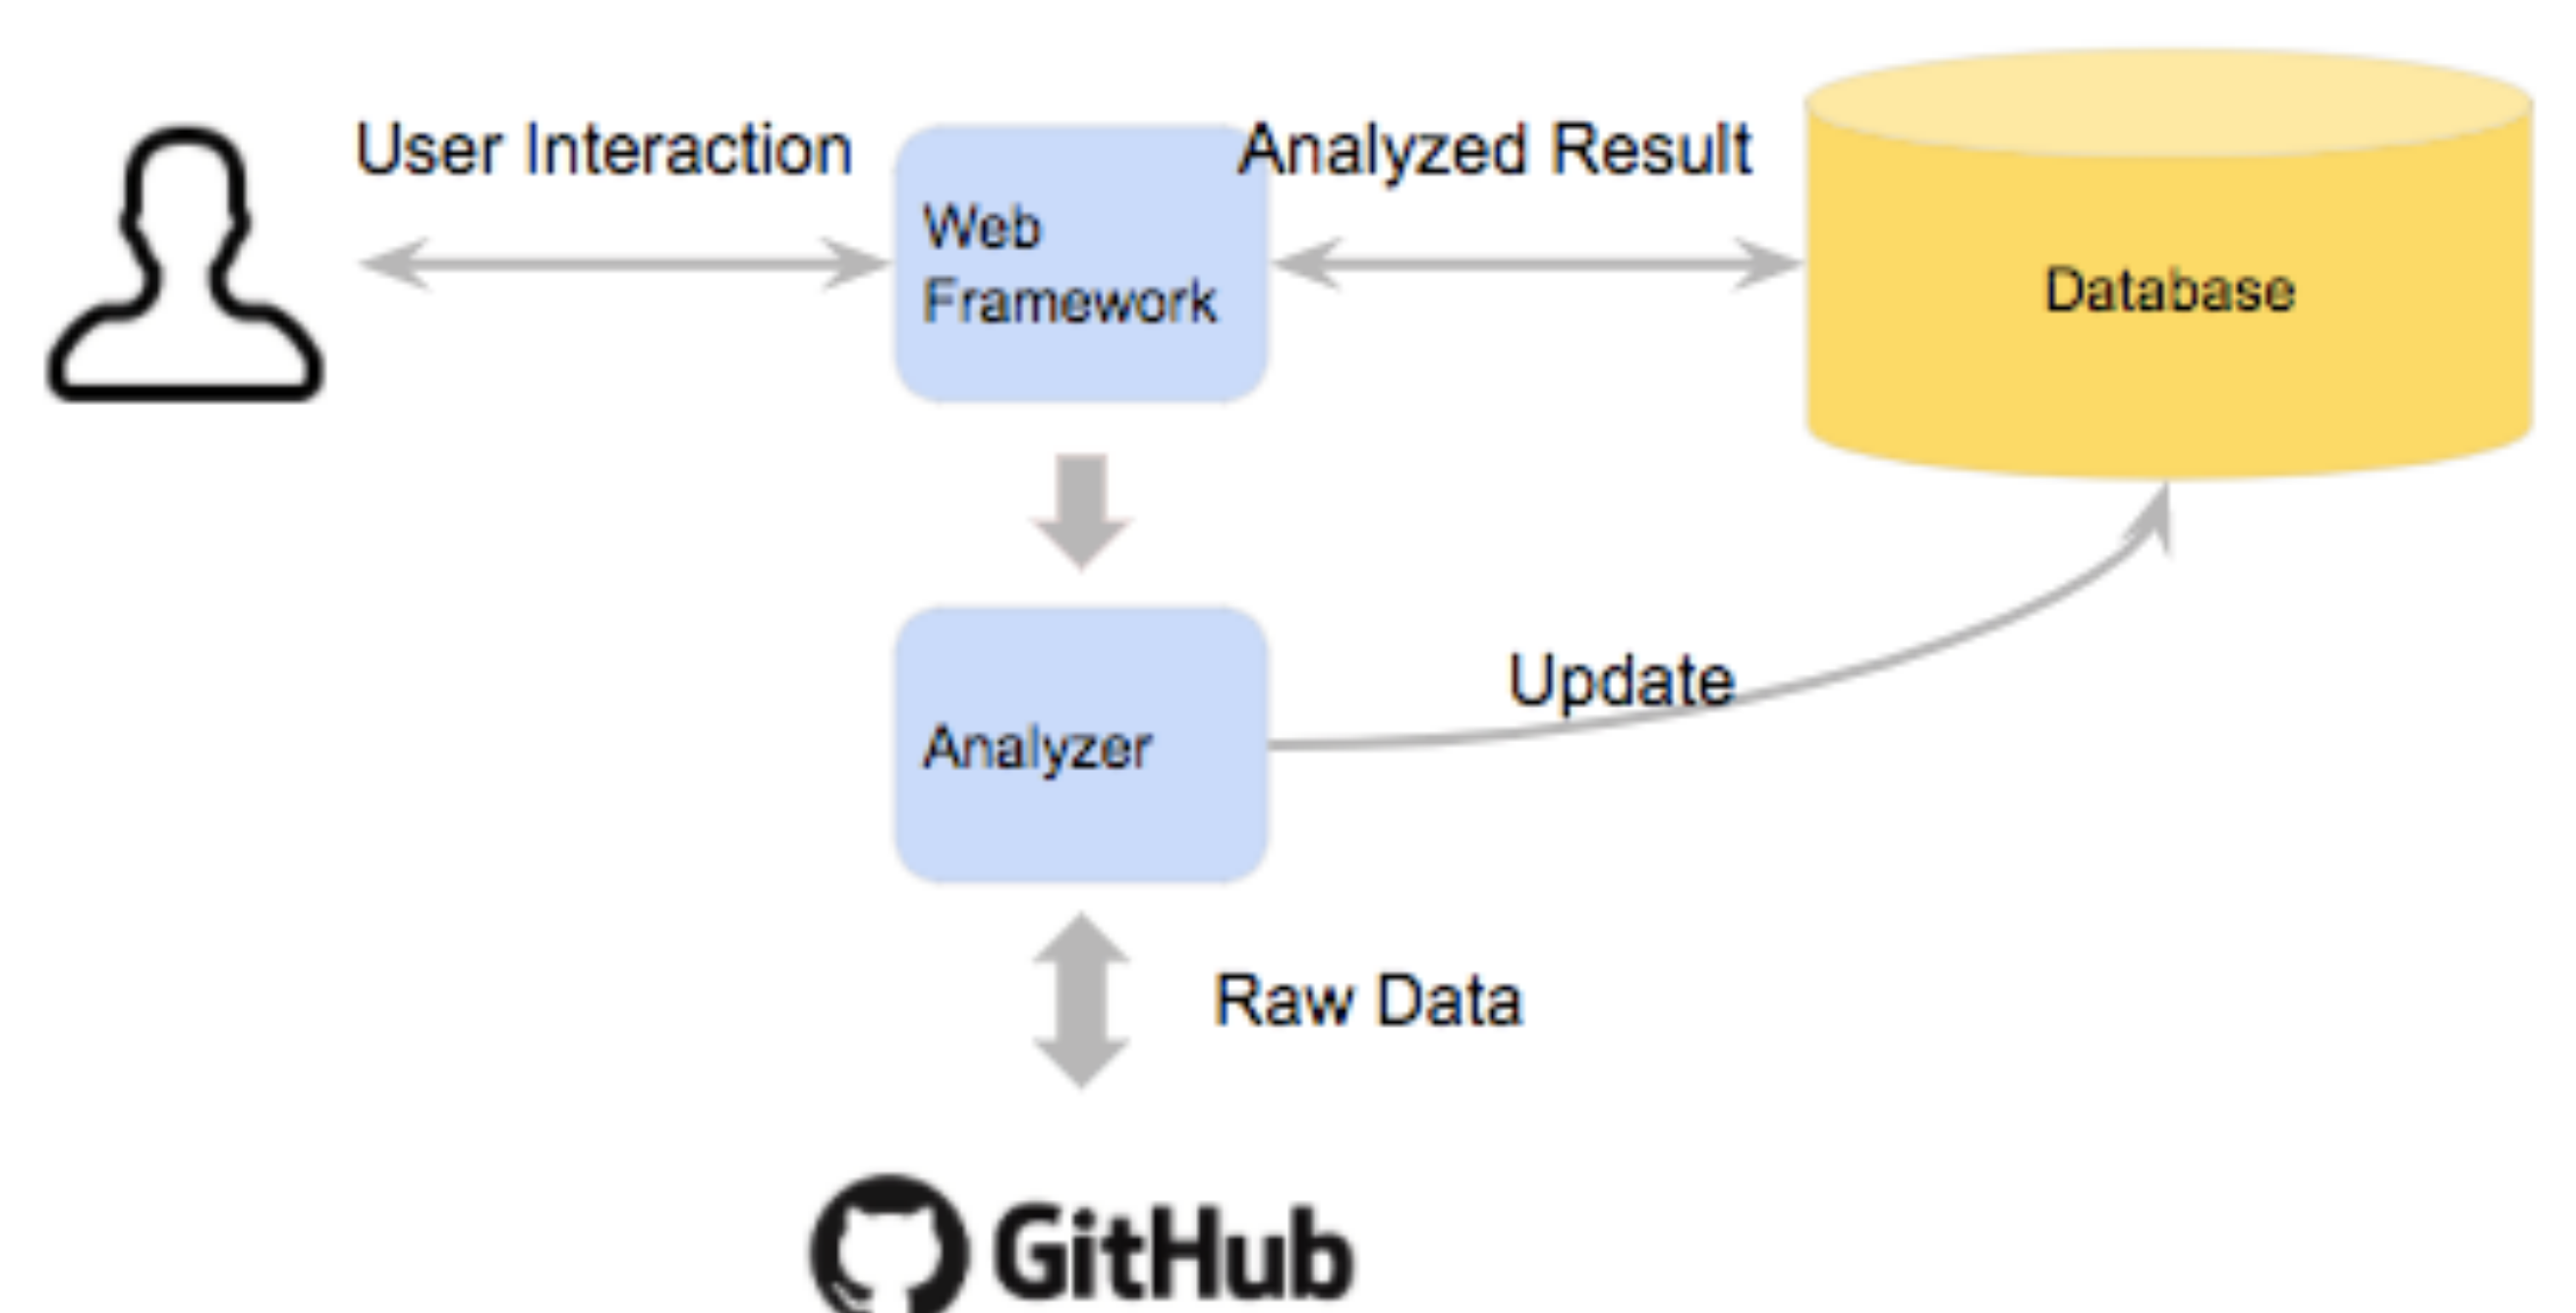 User Interaction
Analyzed Result
Web
Framework
Database
Update
Analyzer
Raw Data
GitHub